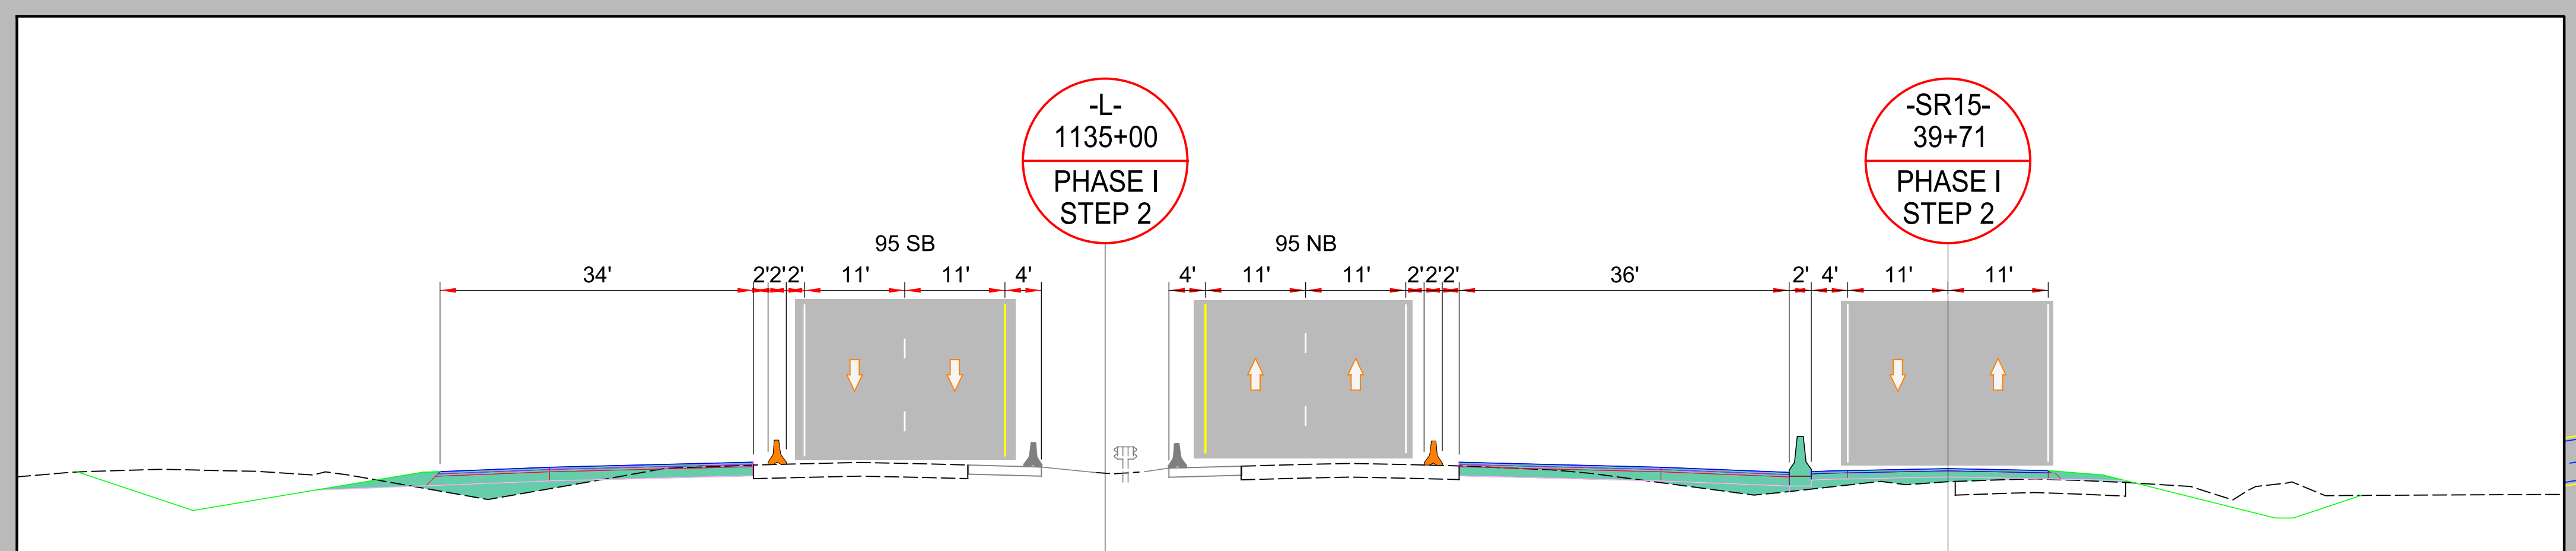 -L-
1135+00
PHASE I
STEP 2
-SR15-
39+71
PHASE I
STEP 2
95 SB
95 NB
34' 2' 2' 2' 11' 11' 4' 4' 11' 11' 2' 2' 2' 36' 2' 4' 11' 11'